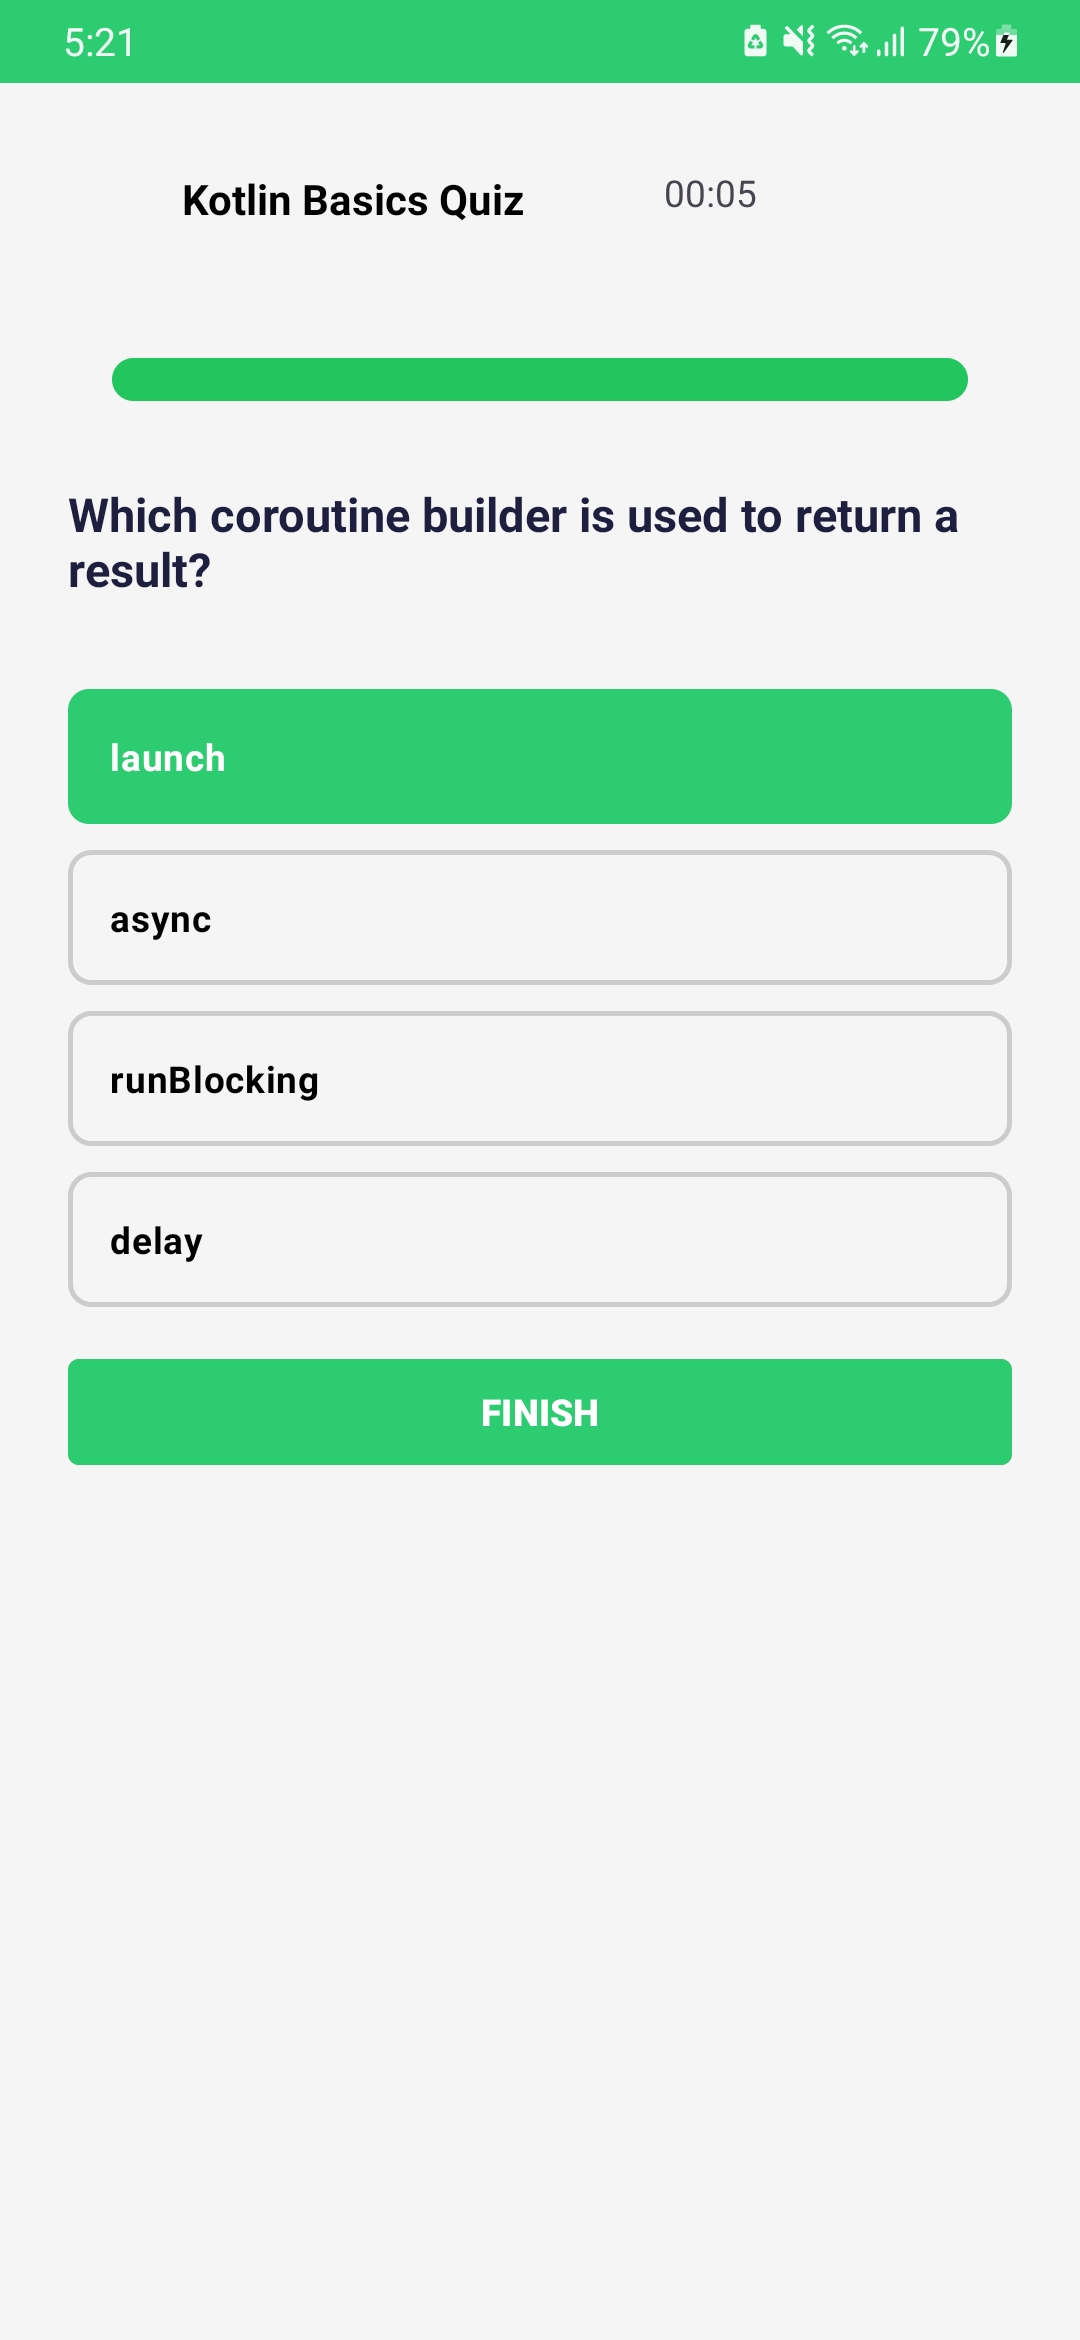 5:21
79%
Kotlin Basics Quiz
00:05
Which coroutine builder is used to return a
result?
launch
async
runBlocking
delay
FINISH